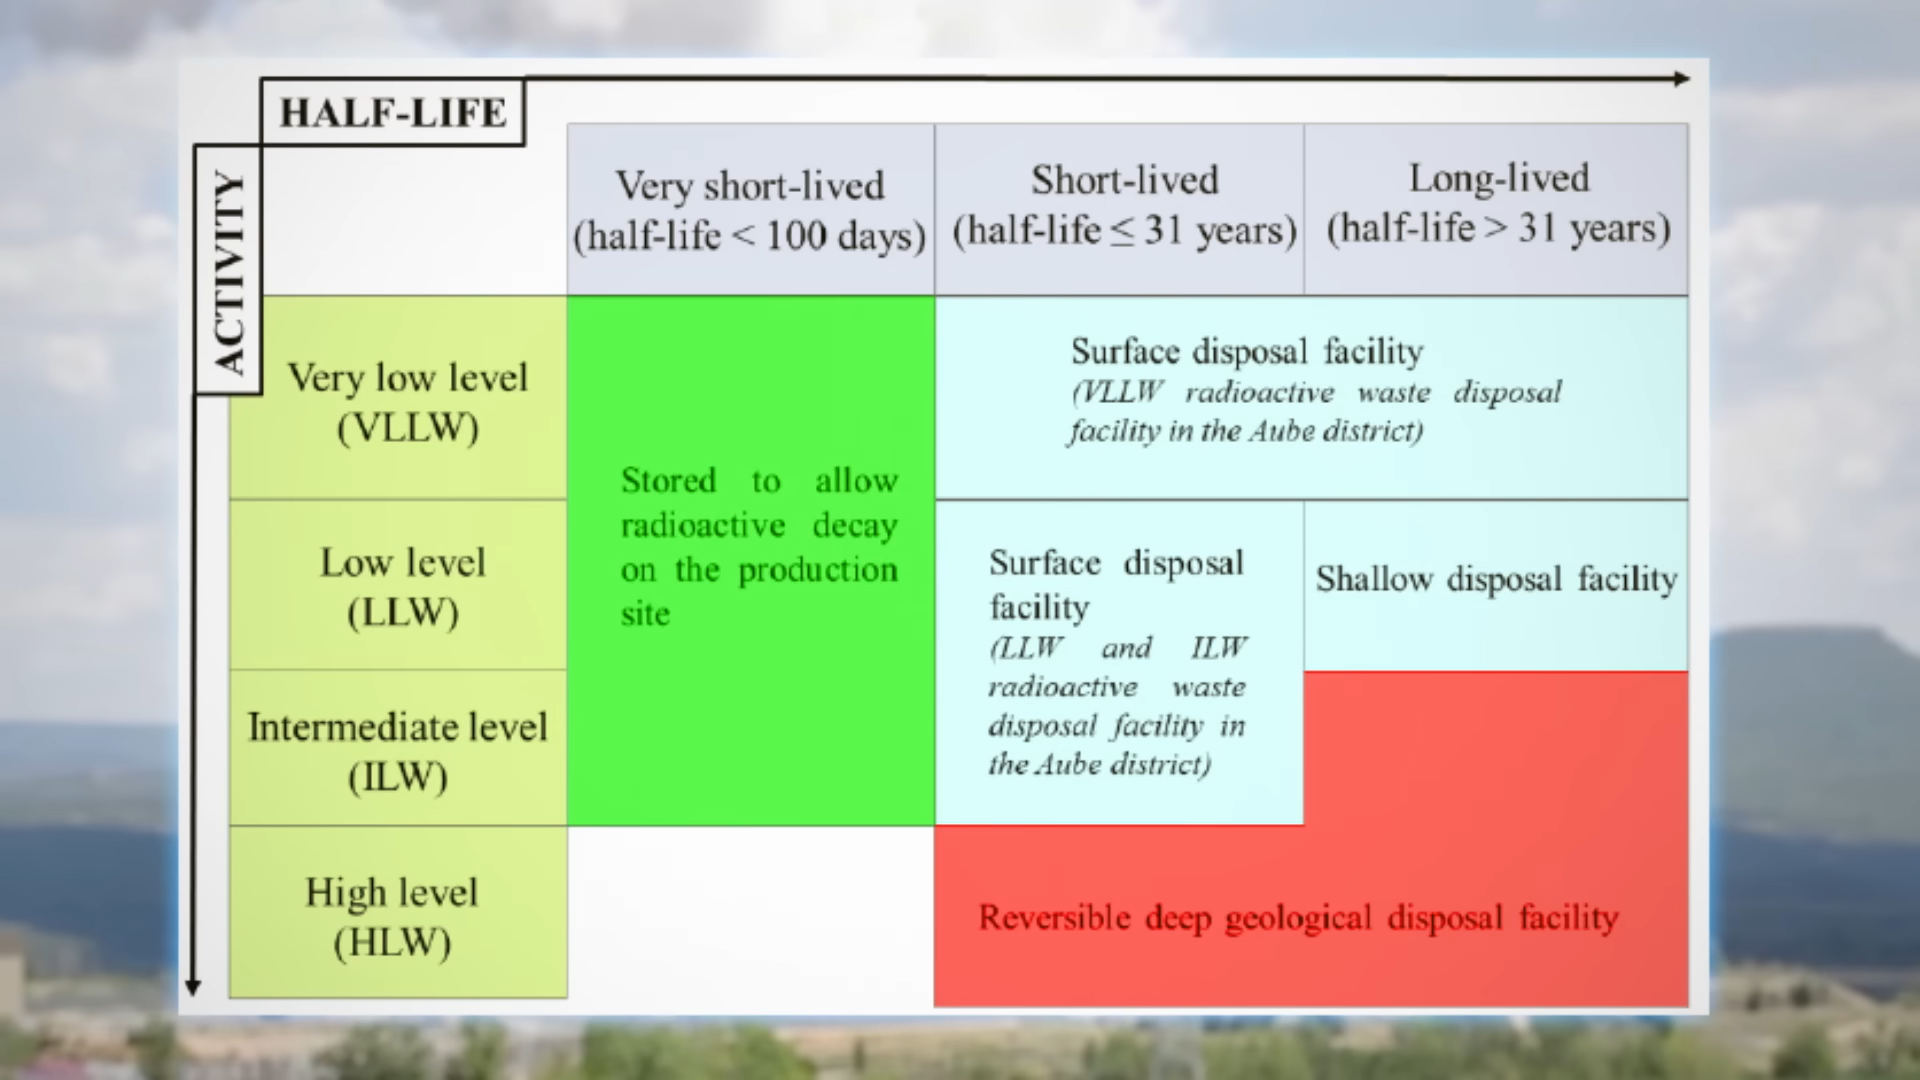 HALF-LIFE
ACTIVITY
Very short-lived
(half-life < 100 days)
Short-lived
(half-life ≤ 31 years)
Long-lived
(half-life > 31 years)
Very low level
(VLLW)
Stored to allow
radioactive decay
on the production
site
Surface disposal facility
(VLLW radioactive waste disposal
facility in the Aube district)
Low level
(LLW)
Surface disposal
facility
(LLW and ILW
radioactive waste
disposal facility in
the Aube district)
Shallow disposal facility
Intermediate level
(ILW)
High level
(HLW)
Reversible deep geological disposal facility